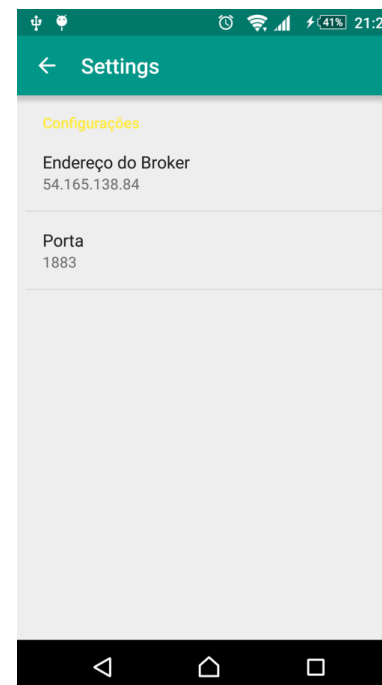 41% 21:2
Settings
Configurações
Endereço do Broker
54.165.138.84
Porta
1883